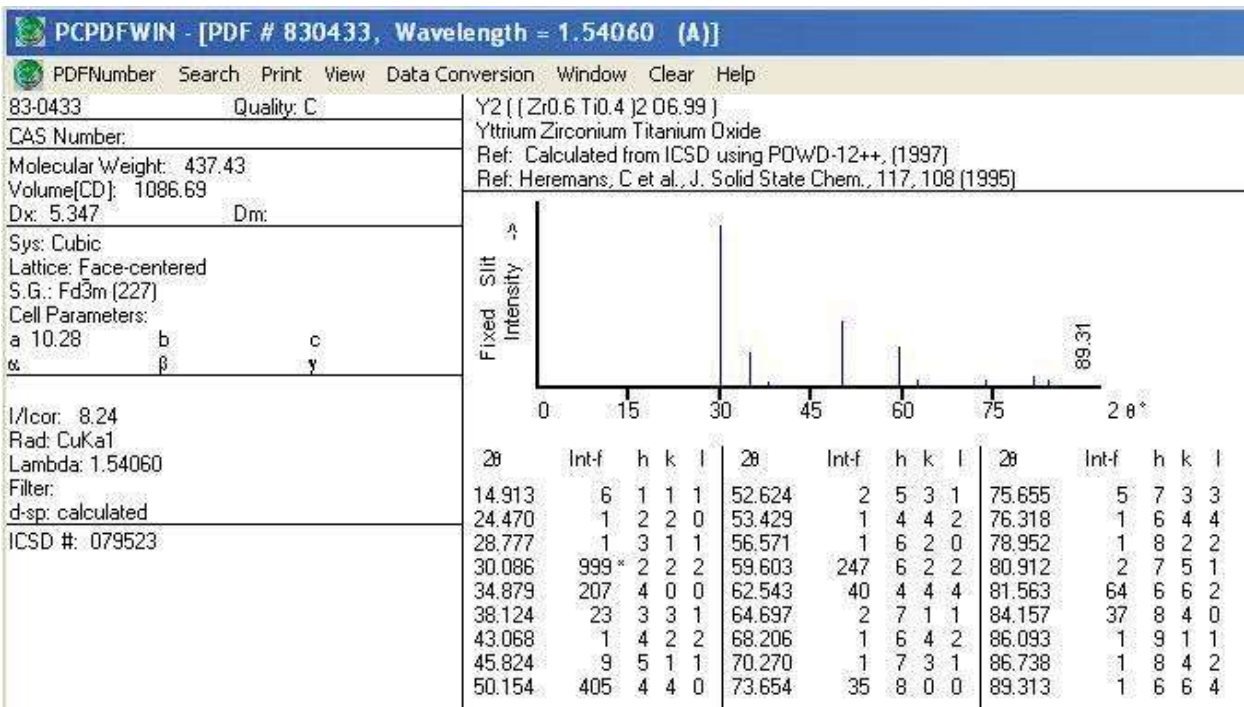 PCPDFWIN - [PDF # 830433, Wavelength = 1.54060 (A)]
PDFNumber Search Print View Data Conversion Window Clear Help
83-0433 Quality: C
CAS Number:
Molecular Weight: 437.43
Volume[CD]: 1086.69
Dx: 5.347 Dm:
Sys: Cubic
Lattice: Face-centered
S.G.: Fd3̄m (227)
Cell Parameters:
a 10.28 b c
α β γ
I/Icor: 8.24
Rad: CuKa1
Lambda: 1.54060
Filter:
d-sp: calculated
ICSD #: 079523
Y2 ( ( Zr0.6 Ti0.4 )2 O6.99 )
Yttrium Zirconium Titanium Oxide
Ref: Calculated from ICSD using POWD-12++, (1997)
Ref: Heremans, C et al., J. Solid State Chem., 117, 108 (1995)
Fixed Slit
Intensity ->
89.31
0 15 30 45 60 75 2 θ °
2θ Int-f h k l 2θ Int-f h k l 2θ Int-f h k l
14.913 6 1 1 1 52.624 2 5 3 1 75.655 5 7 3 3
24.470 1 2 2 0 53.429 1 4 4 2 76.318 1 6 4 4
28.777 1 3 1 1 56.571 1 6 2 0 78.952 1 8 2 2
30.086 999 * 2 2 2 59.603 247 6 2 2 80.912 2 7 5 1
34.879 207 4 0 0 62.543 40 4 4 4 81.563 64 6 6 2
38.124 23 3 3 1 64.697 2 7 1 1 84.157 37 8 4 0
43.068 1 4 2 2 68.206 1 6 4 2 86.093 1 9 1 1
45.824 9 5 1 1 70.270 1 7 3 1 86.738 1 8 4 2
50.154 405 4 4 0 73.654 35 8 0 0 89.313 1 6 6 4